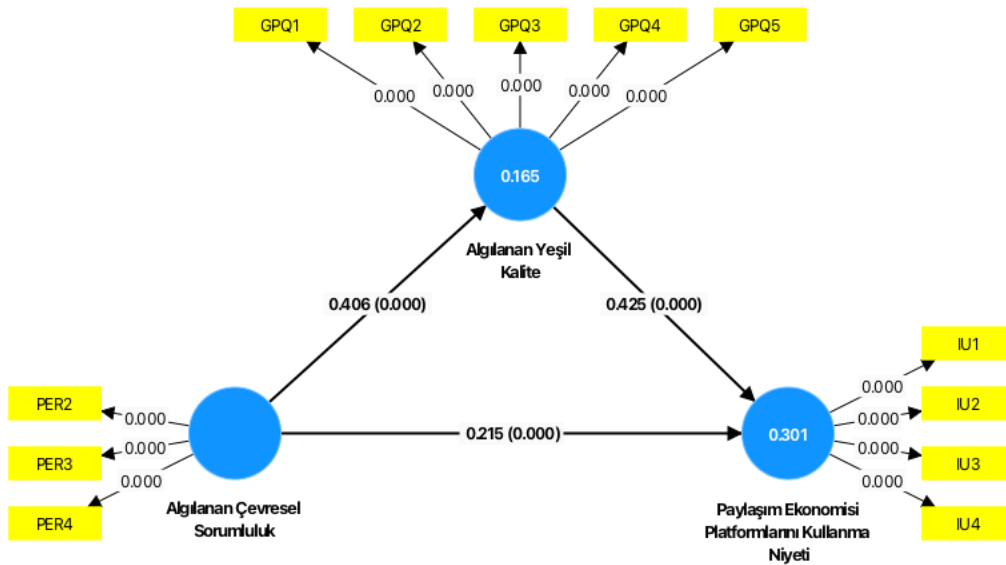 GPQ1
GPQ2
GPQ3
GPQ4
GPQ5
0.000
0.000
0.000
0.000
0.000
0.165
Algılanan Yeşil
Kalite
0.406 (0.000)
0.425 (0.000)
PER2
PER3
PER4
0.000
0.000
0.000
Algılanan Çevresel
Sorumluluk
0.215 (0.000)
0.301
Paylaşım Ekonomisi
Platformlarını Kullanma
Niyeti
0.000
0.000
0.000
0.000
IU1
IU2
IU3
IU4